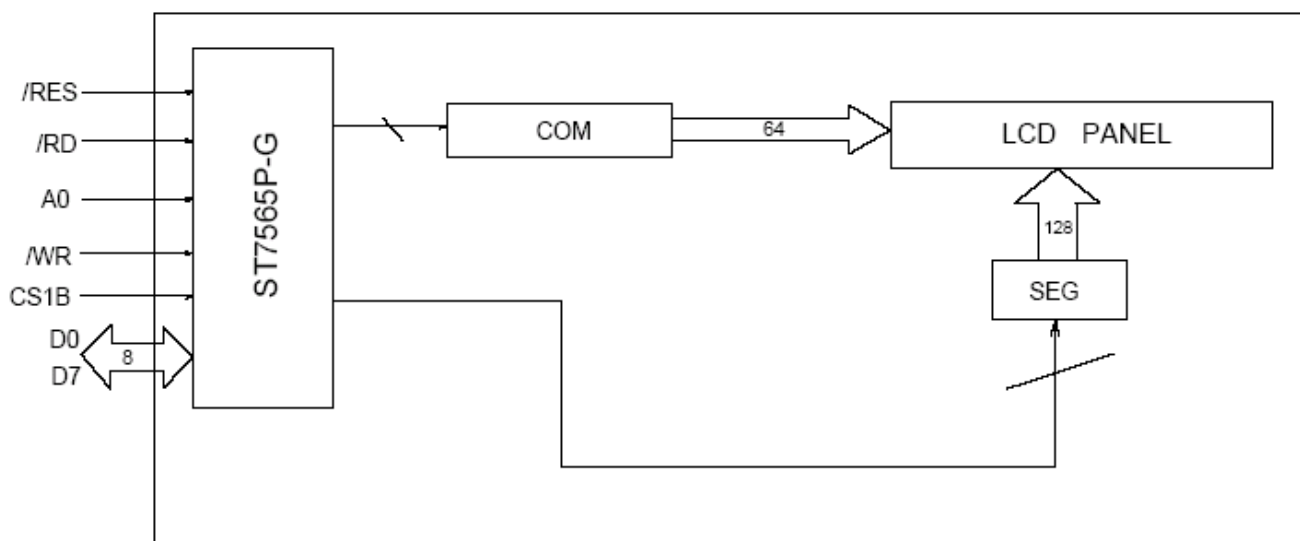 /RES
/RD
A0
/WR
CS1B
D0
D7
8
ST7565P-G
COM
64
LCD PANEL
128
SEG